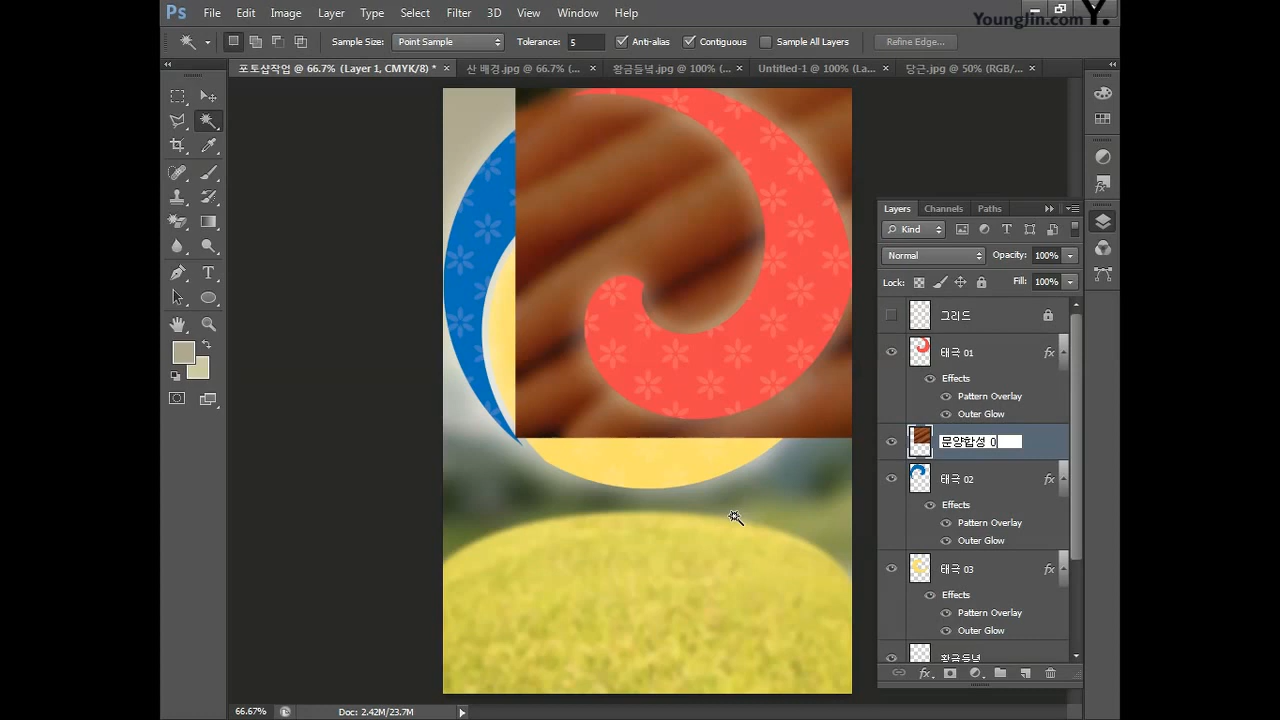 YoungJin.com Y.
Ps File Edit Image Layer Type Select Filter 3D View Window Help
Sample Size: Point Sample Tolerance: 5 Anti-alias Contiguous Sample All Layers Refine Edge...
포토샵작업 @ 66.7% (Layer 1, CMYK/8) * × 산 배경.jpg @ 66.7% (... × 황금들녘.jpg @ 100% (... × Untitled-1 @ 100% (La... × 당근.jpg @ 50% (RGB/... ×
Layers Channels Paths
Kind
Normal Opacity: 100%
Lock: Fill: 100%
그리드
태극 01 fx
Effects
Pattern Overlay
Outer Glow
문양합성 0
태극 02 fx
Effects
Pattern Overlay
Outer Glow
태극 03 fx
Effects
Pattern Overlay
Outer Glow
황금들녘
fx
66.67% Doc: 2.42M/23.7M